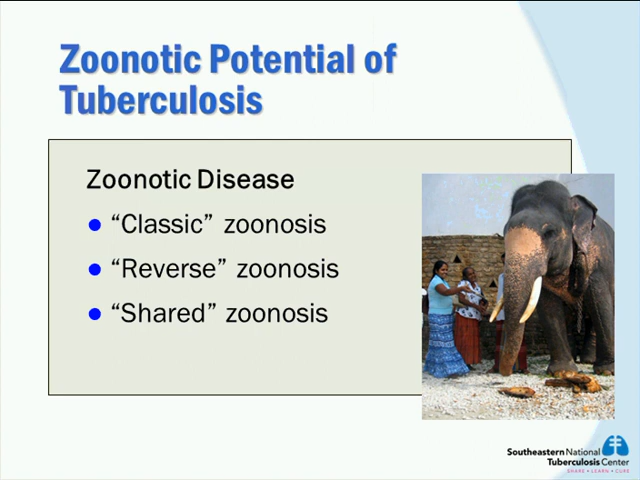 Zoonotic Potential of
Tuberculosis
Zoonotic Disease
● “Classic” zoonosis
● “Reverse” zoonosis
● “Shared” zoonosis
Southeastern National
Tuberculosis Center
SHARE • LEARN • CURE